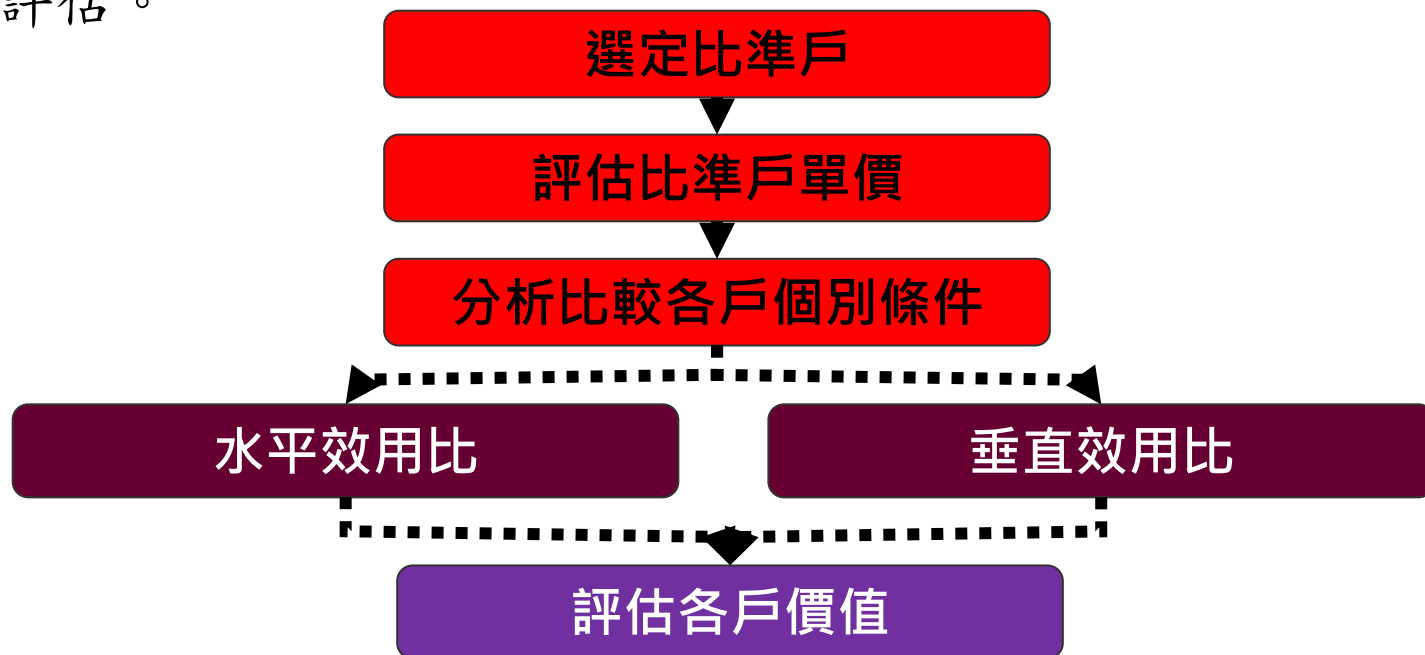 評估。
選定比準戶
評估比準戶單價
分析比較各戶個別條件
水平效用比
垂直效用比
評估各戶價值